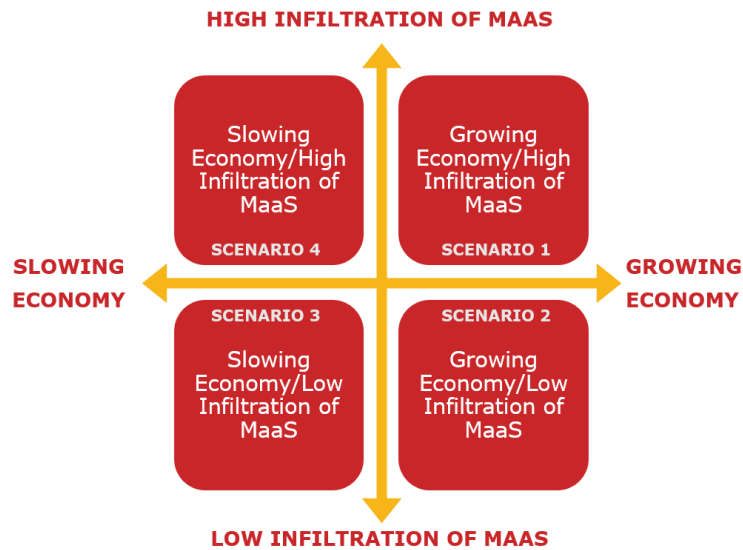 HIGH INFILTRATION OF MAAS
Slowing
Economy/High
Infiltration of
MaaS
SCENARIO 4
Growing
Economy/High
Infiltration of
MaaS
SCENARIO 1
SLOWING
ECONOMY
GROWING
ECONOMY
SCENARIO 3
Slowing
Economy/Low
Infiltration of
MaaS
SCENARIO 2
Growing
Economy/Low
Infiltration of
MaaS
LOW INFILTRATION OF MAAS